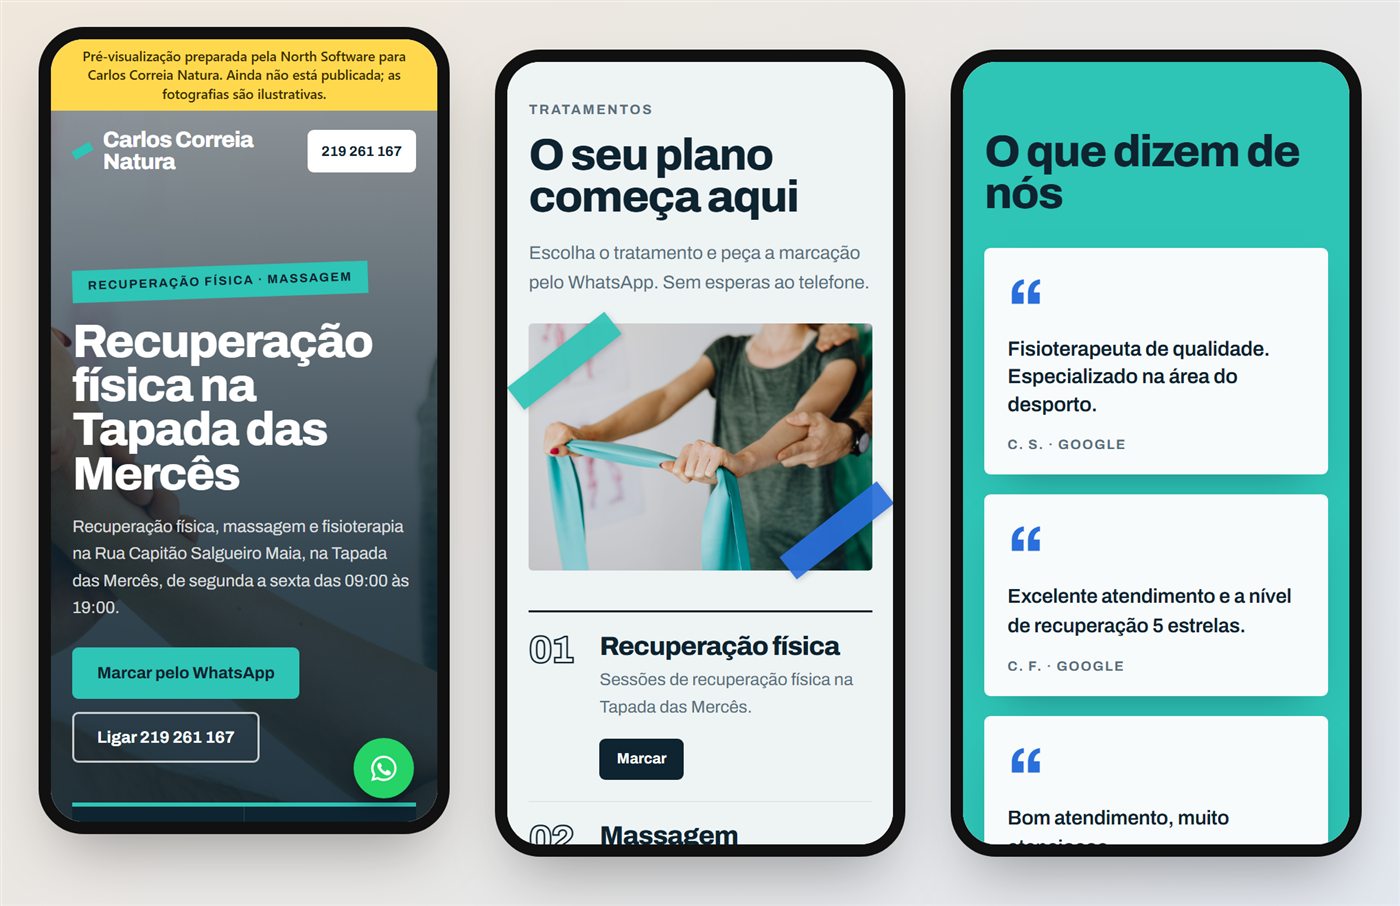 Pré-visualização preparada pela North Software para
Carlos Correia Natura. Ainda não está publicada; as
fotografias são ilustrativas.
Carlos Correia
Natura
219 261 167
RECUPERAÇÃO FÍSICA · MASSAGEM
Recuperação
física na
Tapada das
Mercês
Recuperação física, massagem e fisioterapia
na Rua Capitão Salgueiro Maia, na Tapada
das Mercês, de segunda a sexta das 09:00 às
19:00.
Marcar pelo WhatsApp
Ligar 219 261 167
TRATAMENTOS
O seu plano
começa aqui
Escolha o tratamento e peça a marcação
pelo WhatsApp. Sem esperas ao telefone.
01
Recuperação física
Sessões de recuperação física na
Tapada das Mercês.
Marcar
02
Massagem
O que dizem de
nós
Fisioterapeuta de qualidade.
Especializado na área do
desporto.
C. S. · GOOGLE
Excelente atendimento e a nível
de recuperação 5 estrelas.
C. F. · GOOGLE
Bom atendimento, muito